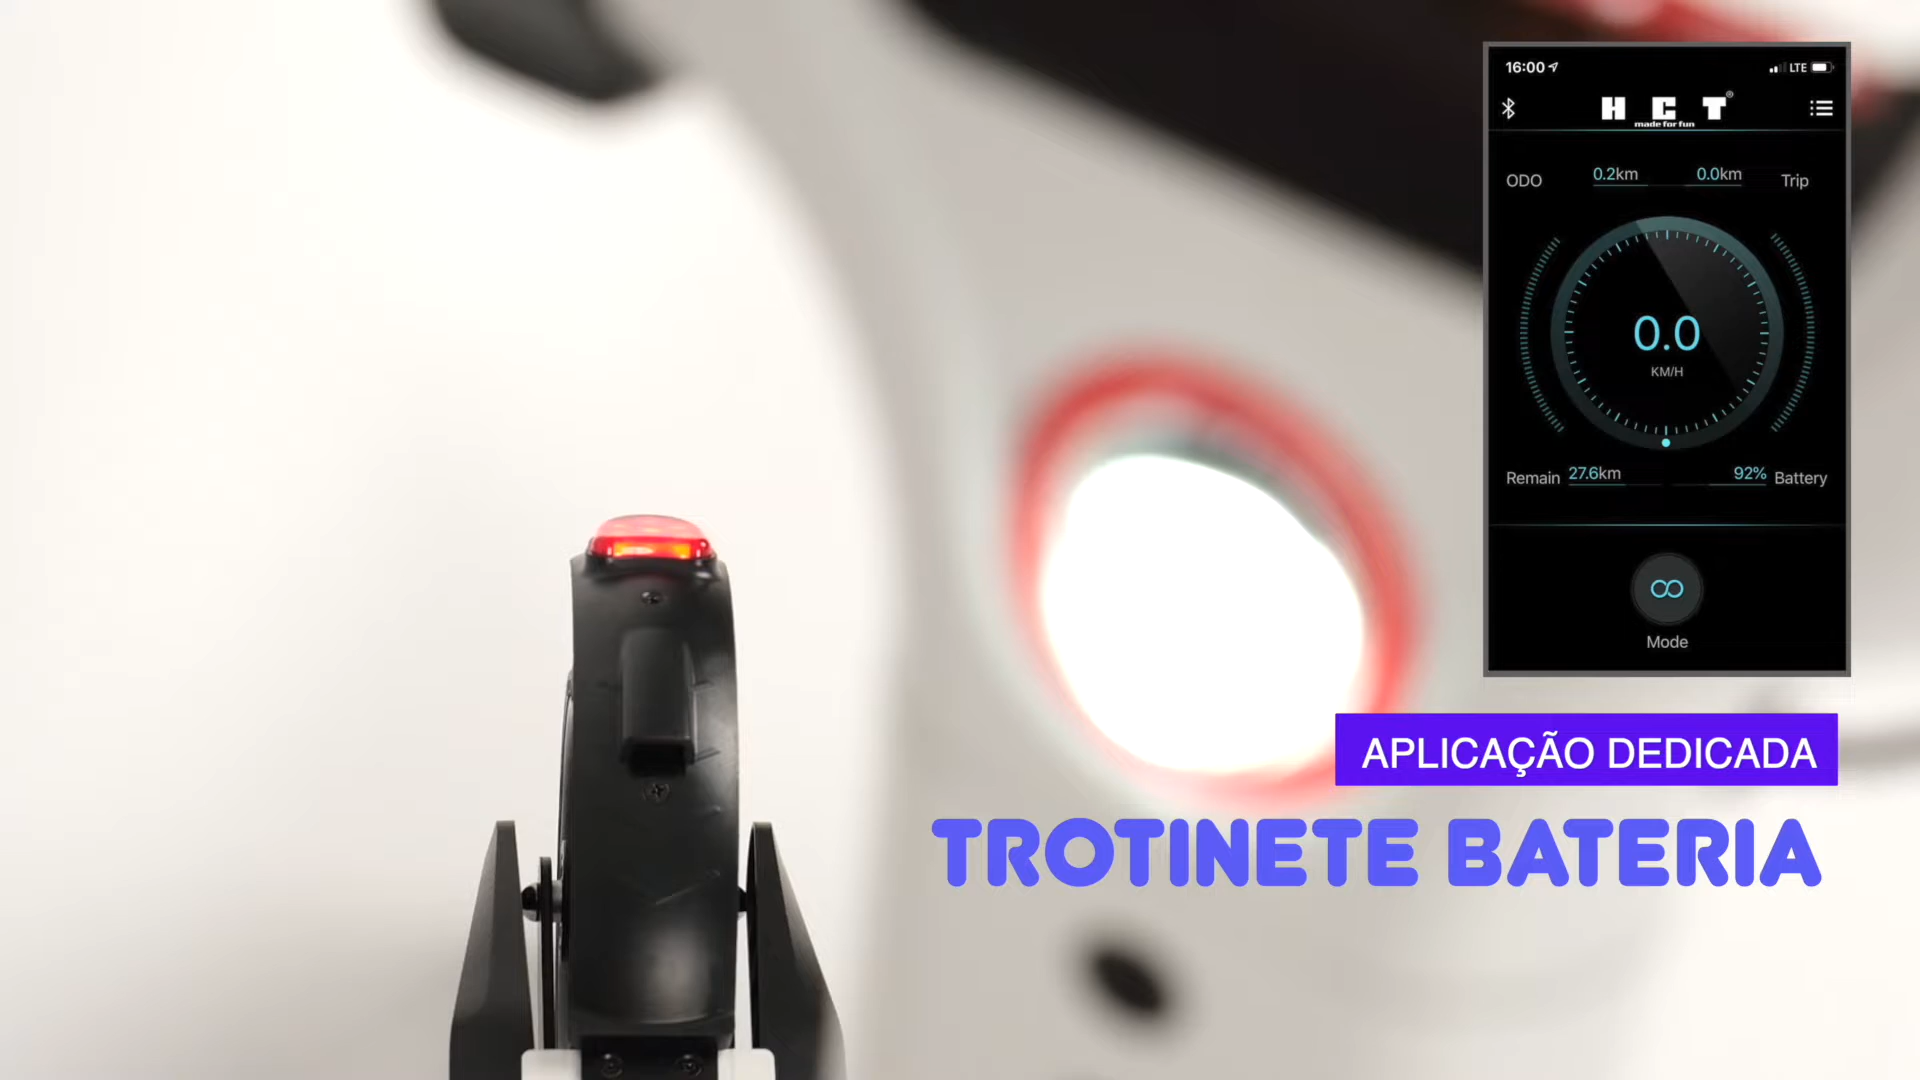 16:00
LTE
H C T®
made for fun
ODO 0.2km 0.0km Trip
0.0
KM/H
Remain 27.6km 92% Battery
Mode
APLICAÇÃO DEDICADA
TROTINETE BATERIA